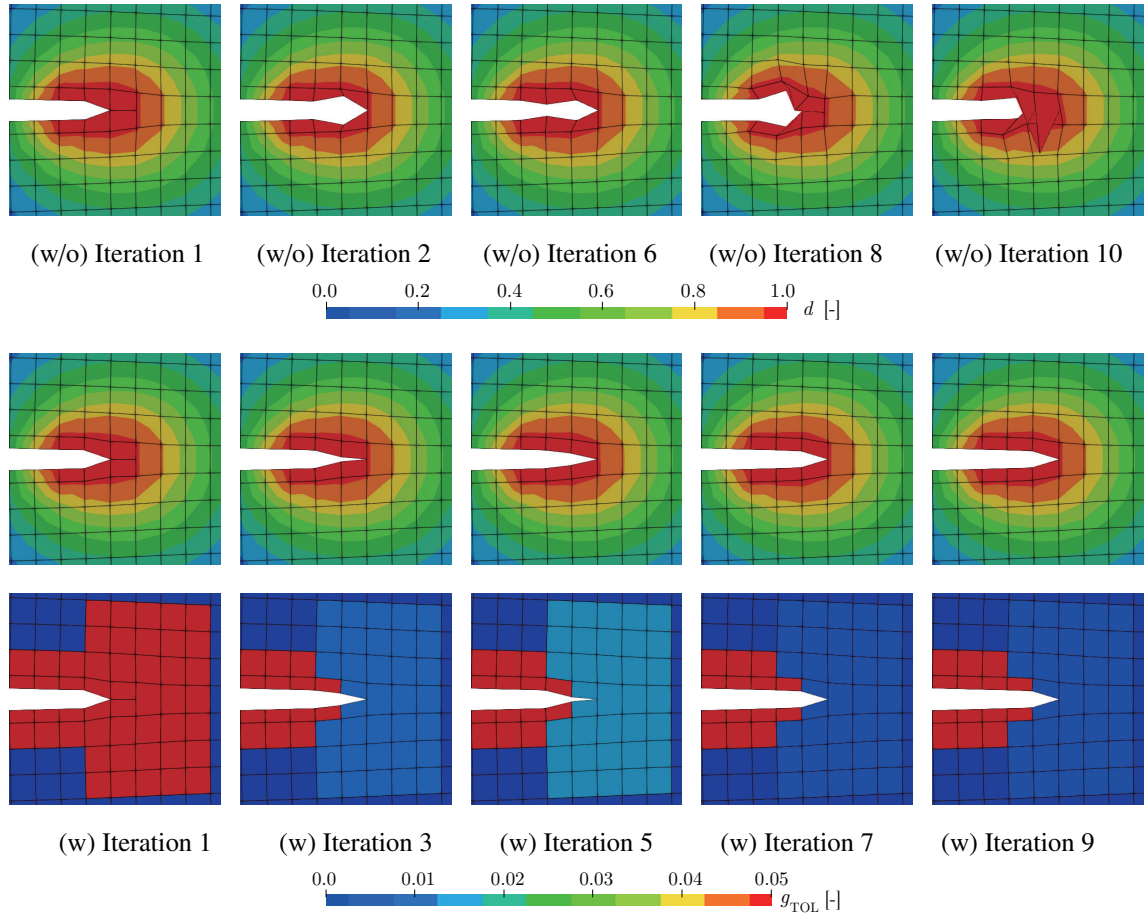 (w/o) Iteration 1 (w/o) Iteration 2 (w/o) Iteration 6 (w/o) Iteration 8 (w/o) Iteration 10
0.0 0.2 0.4 0.6 0.8 1.0 d [-]
(w) Iteration 1 (w) Iteration 3 (w) Iteration 5 (w) Iteration 7 (w) Iteration 9
0.0 0.01 0.02 0.03 0.04 0.05 g_TOL [-]